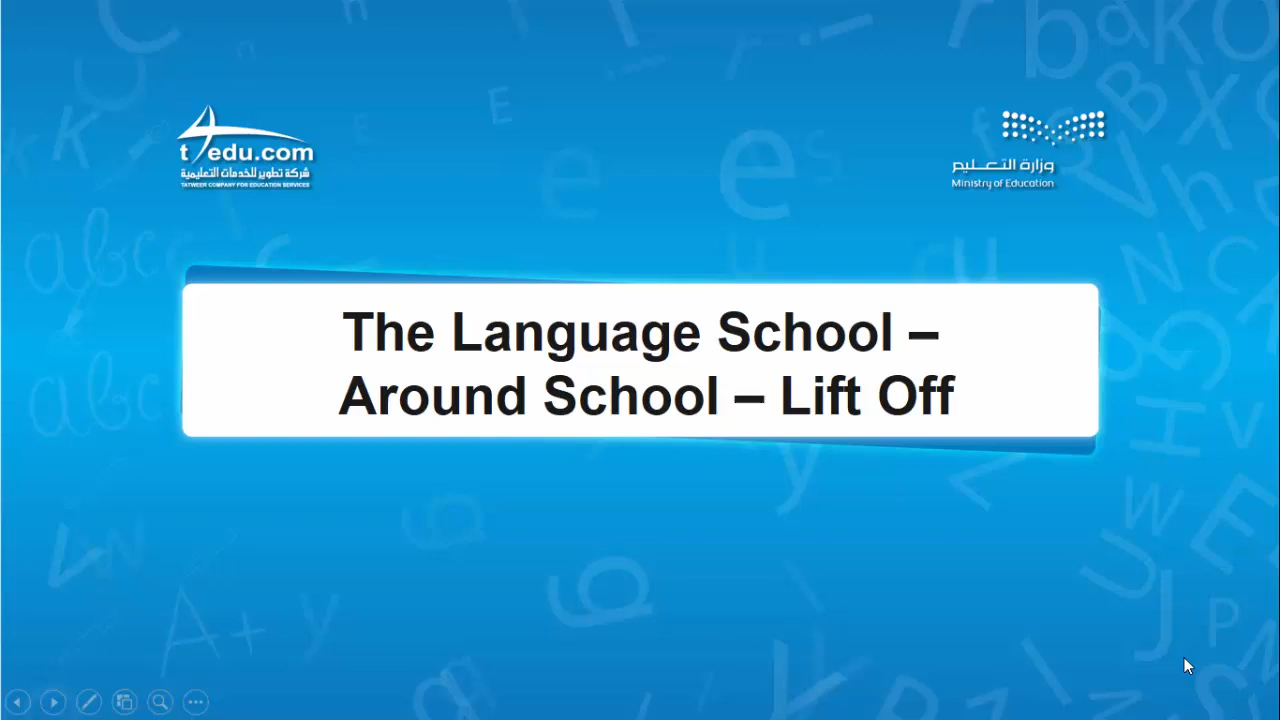 t4edu.com
شركة تطوير للخدمات التعليمية
TATWEER COMPANY FOR EDUCATION SERVICES
وزارة التعليم
Ministry of Education
The Language School –
Around School – Lift Off